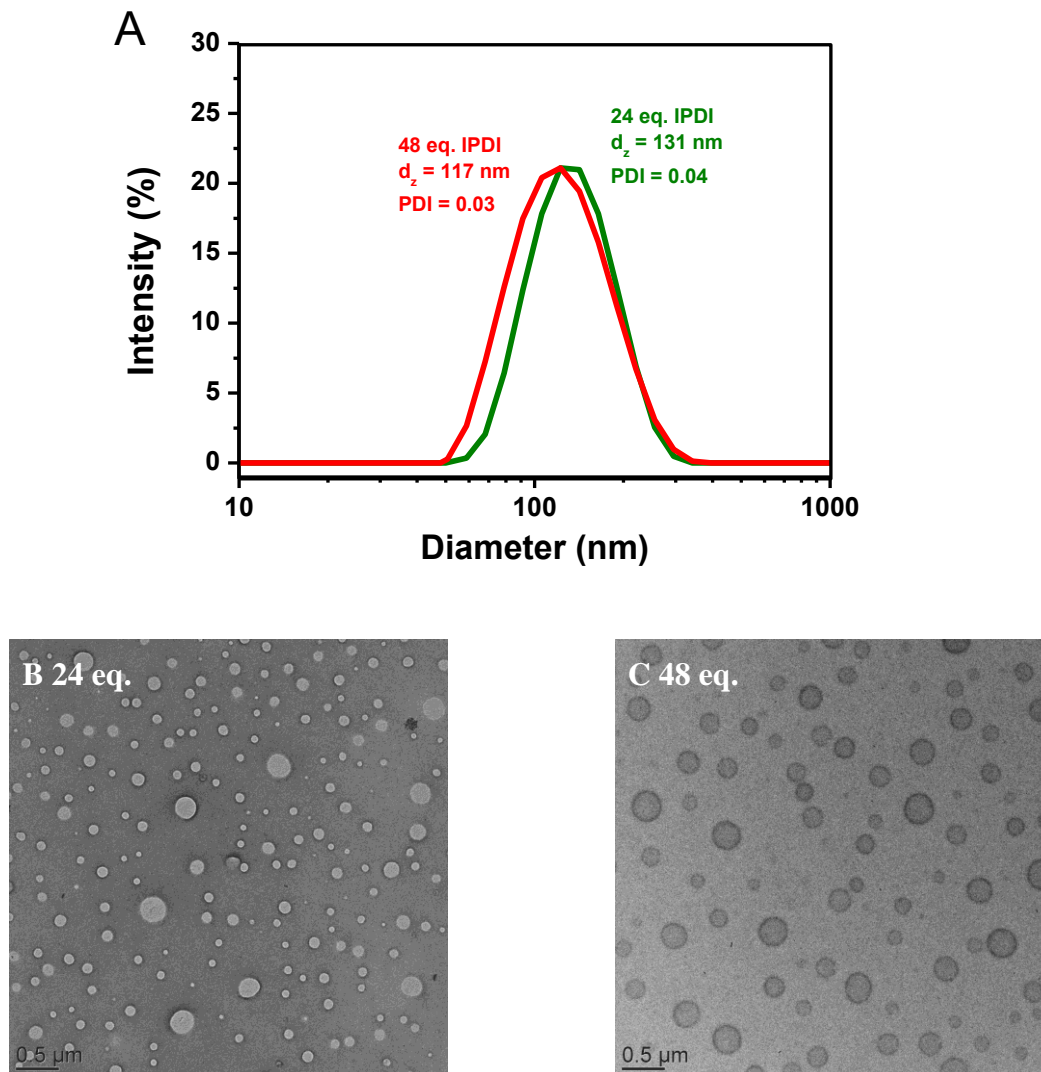 A
30
25
20
15
10
5
0
Intensity (%)
48 eq. IPDI
d_z = 117 nm
PDI = 0.03
24 eq. IPDI
d_z = 131 nm
PDI = 0.04
10 100 1000
Diameter (nm)
B 24 eq.
0.5 µm
C 48 eq.
0.5 µm